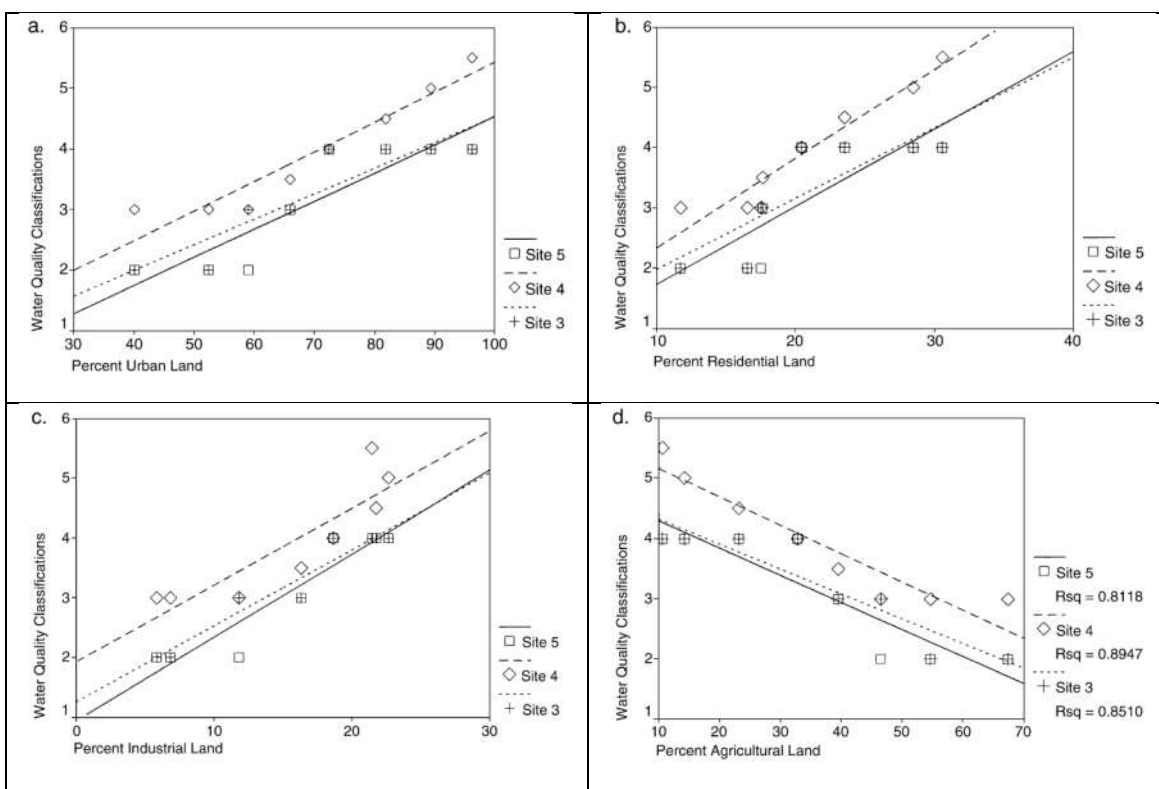 a.
6
5
4
3
2
1
Water Quality Classifications
30 40 50 60 70 80 90 100
Percent Urban Land
Site 5
Site 4
Site 3
b.
6
5
4
3
2
1
Water Quality Classifications
10 20 30 40
Percent Residential Land
Site 5
Site 4
Site 3
c.
6
5
4
3
2
1
Water Quality Classifications
0 10 20 30
Percent Industrial Land
Site 5
Site 4
Site 3
d.
6
5
4
3
2
1
Water Quality Classifications
10 20 30 40 50 60 70
Percent Agricultural Land
Site 5
Rsq = 0.8118
Site 4
Rsq = 0.8947
Site 3
Rsq = 0.8510